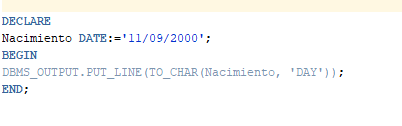 DECLARE
Nacimiento DATE:='11/09/2000';
BEGIN
DBMS_OUTPUT.PUT_LINE(TO_CHAR(Nacimiento, 'DAY'));
END;